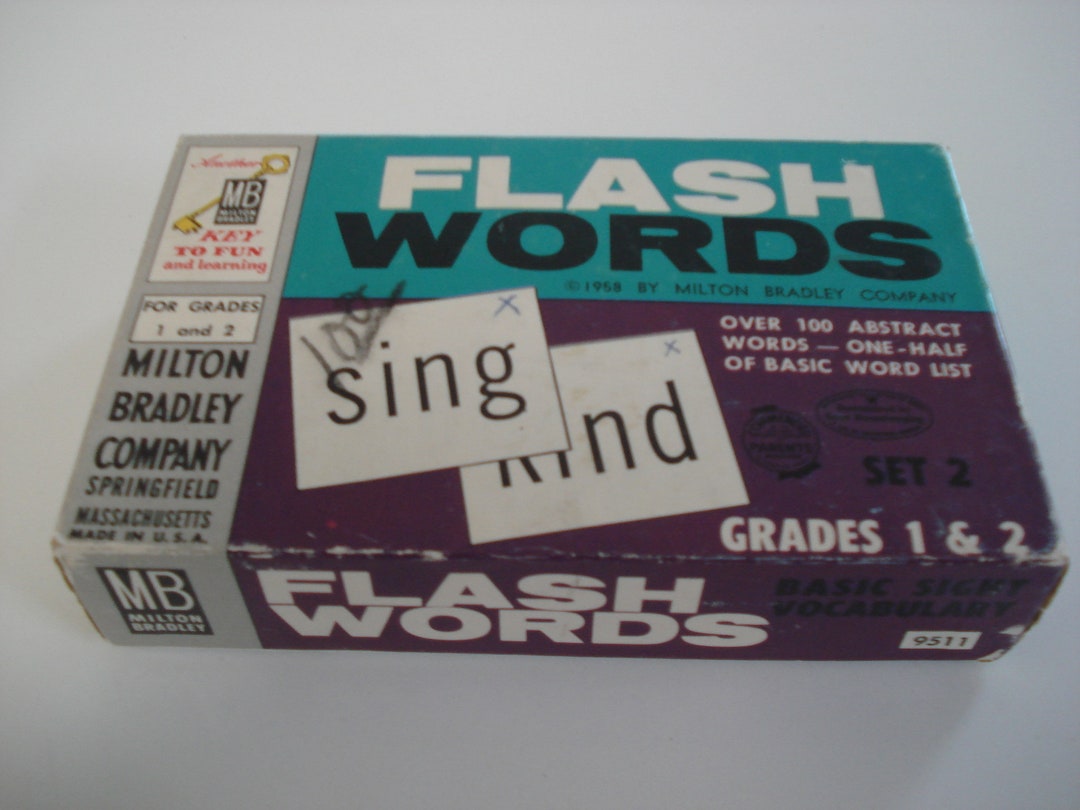 Another
MB
MILTON
BRADLEY
KEY
TO FUN
and learning
FOR GRADES
1 and 2
MILTON
BRADLEY
COMPANY
SPRINGFIELD
MASSACHUSETTS
MADE IN U.S.A.
FLASH
WORDS
©1958 BY MILTON BRADLEY COMPANY
OVER 100 ABSTRACT
WORDS — ONE-HALF
OF BASIC WORD LIST
x
sing
x
kind
PARENTS'
SET 2
GRADES 1 & 2
MB
MILTON
BRADLEY
FLASH
WORDS
BASIC SIGHT
VOCABULARY
9511